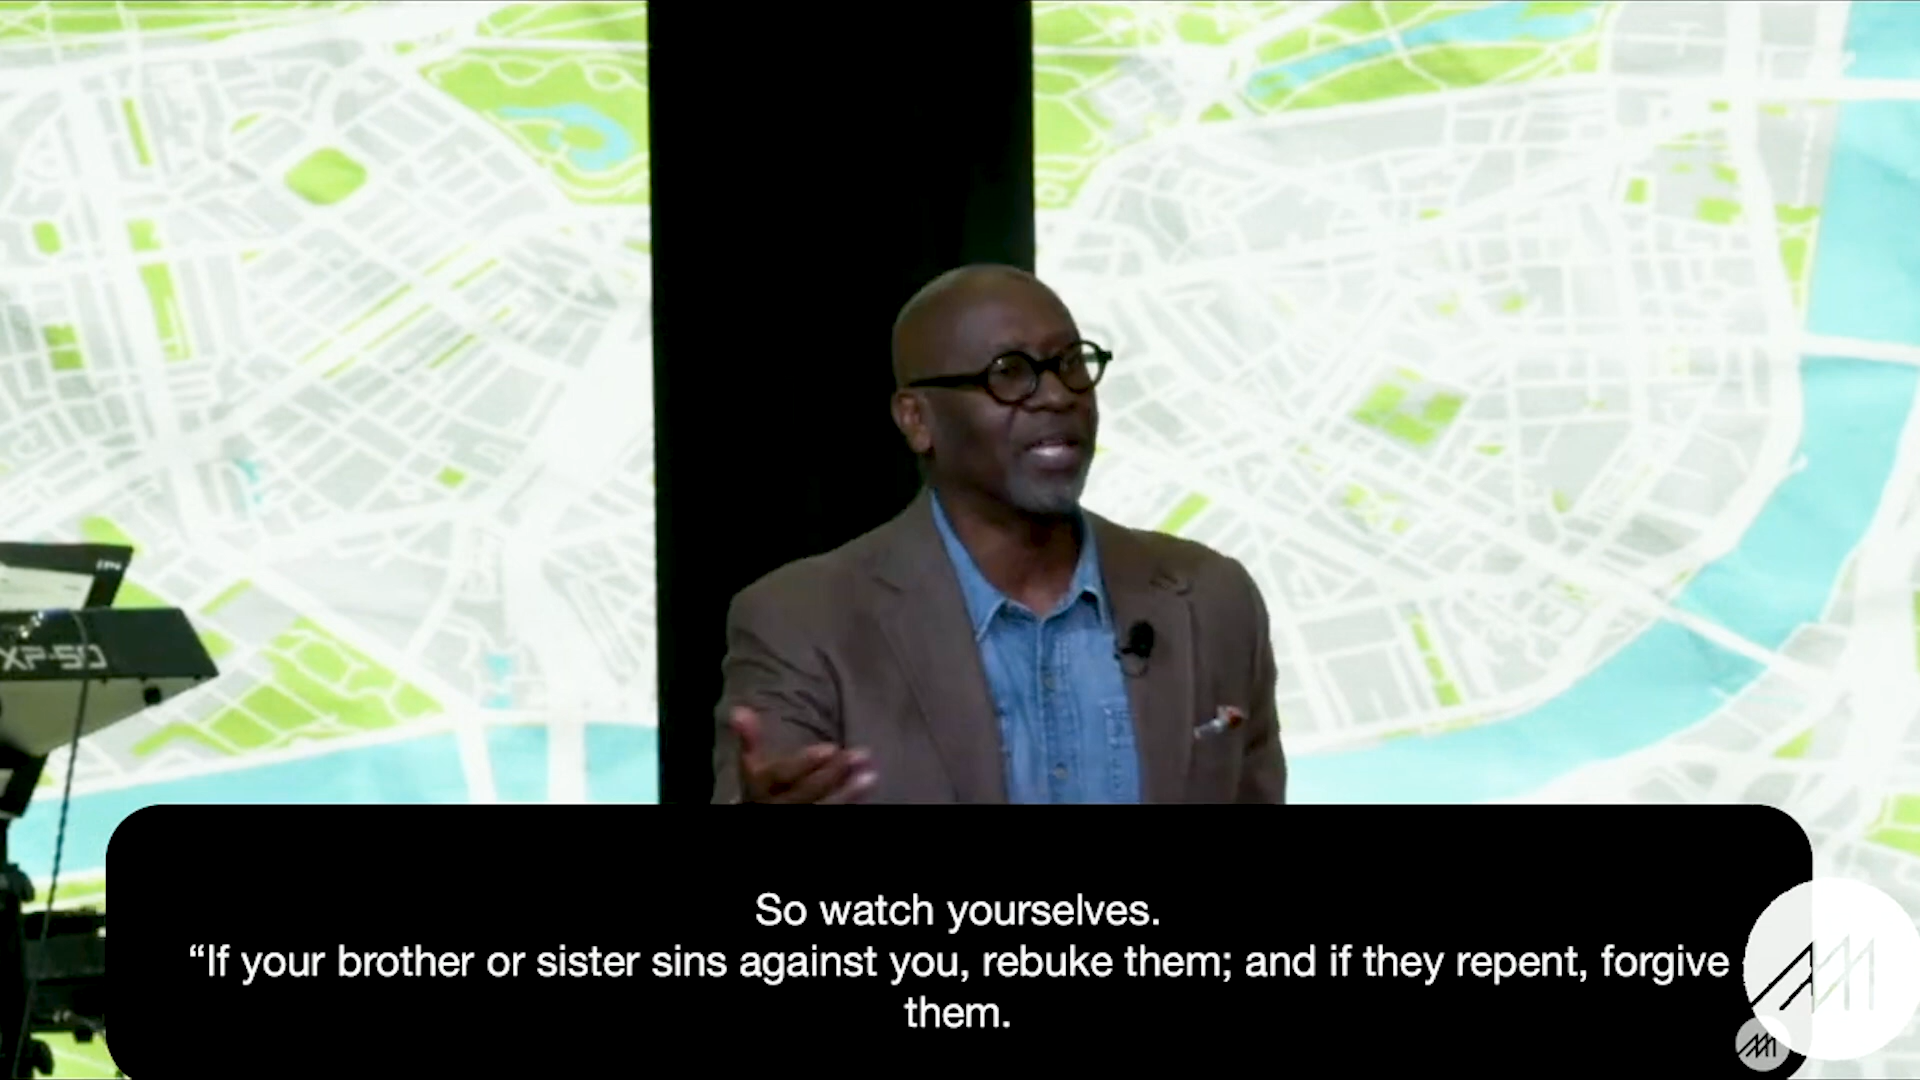 XP-50
So watch yourselves.
“If your brother or sister sins against you, rebuke them; and if they repent, forgive
them.